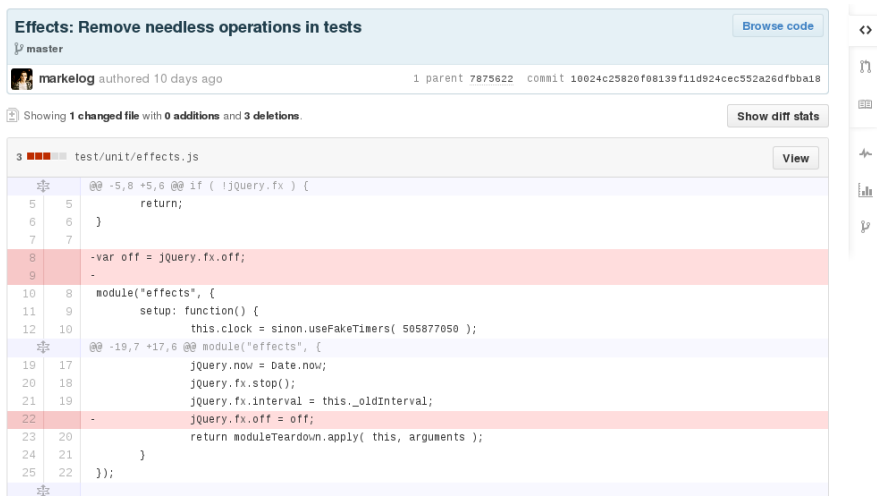 Effects: Remove needless operations in tests
Browse code
master
markelog authored 10 days ago
1 parent 7875622 commit 10024c25820f08139f11d924cec552a26dfbba18
Showing 1 changed file with 0 additions and 3 deletions.
Show diff stats
3 test/unit/effects.js
View
@@ -5,8 +5,6 @@ if ( !jQuery.fx ) {
5 5 return;
6 6 }
7 7
8 -var off = jQuery.fx.off;
9 -
10 8 module("effects", {
11 9 setup: function() {
12 10 this.clock = sinon.useFakeTimers( 505877050 );
@@ -19,7 +17,6 @@ module("effects", {
19 17 jQuery.now = Date.now;
20 18 jQuery.fx.stop();
21 19 jQuery.fx.interval = this._oldInterval;
22 - jQuery.fx.off = off;
23 20 return moduleTeardown.apply( this, arguments );
24 21 }
25 22 });